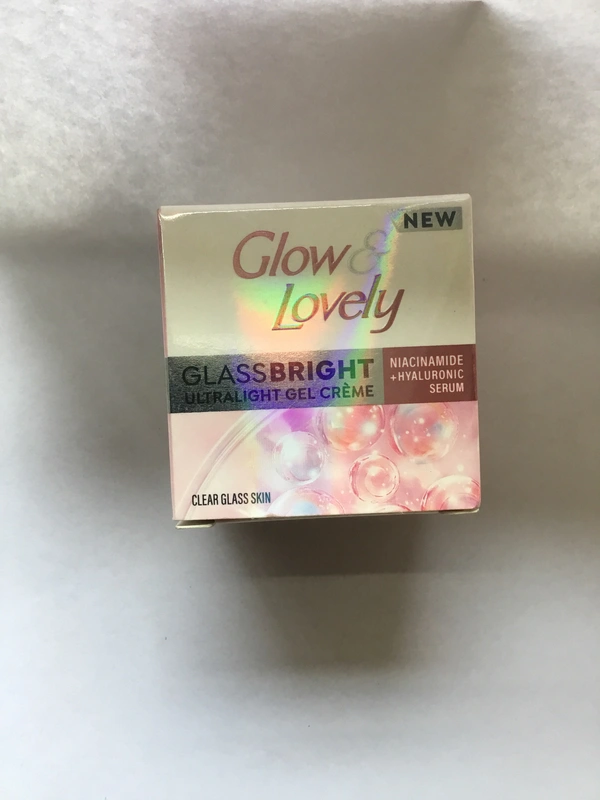 NEW
Glow &
Lovely
GLASSBRIGHT
ULTRALIGHT GEL CRÈME
NIACINAMIDE
+HYALURONIC
SERUM
CLEAR GLASS SKIN